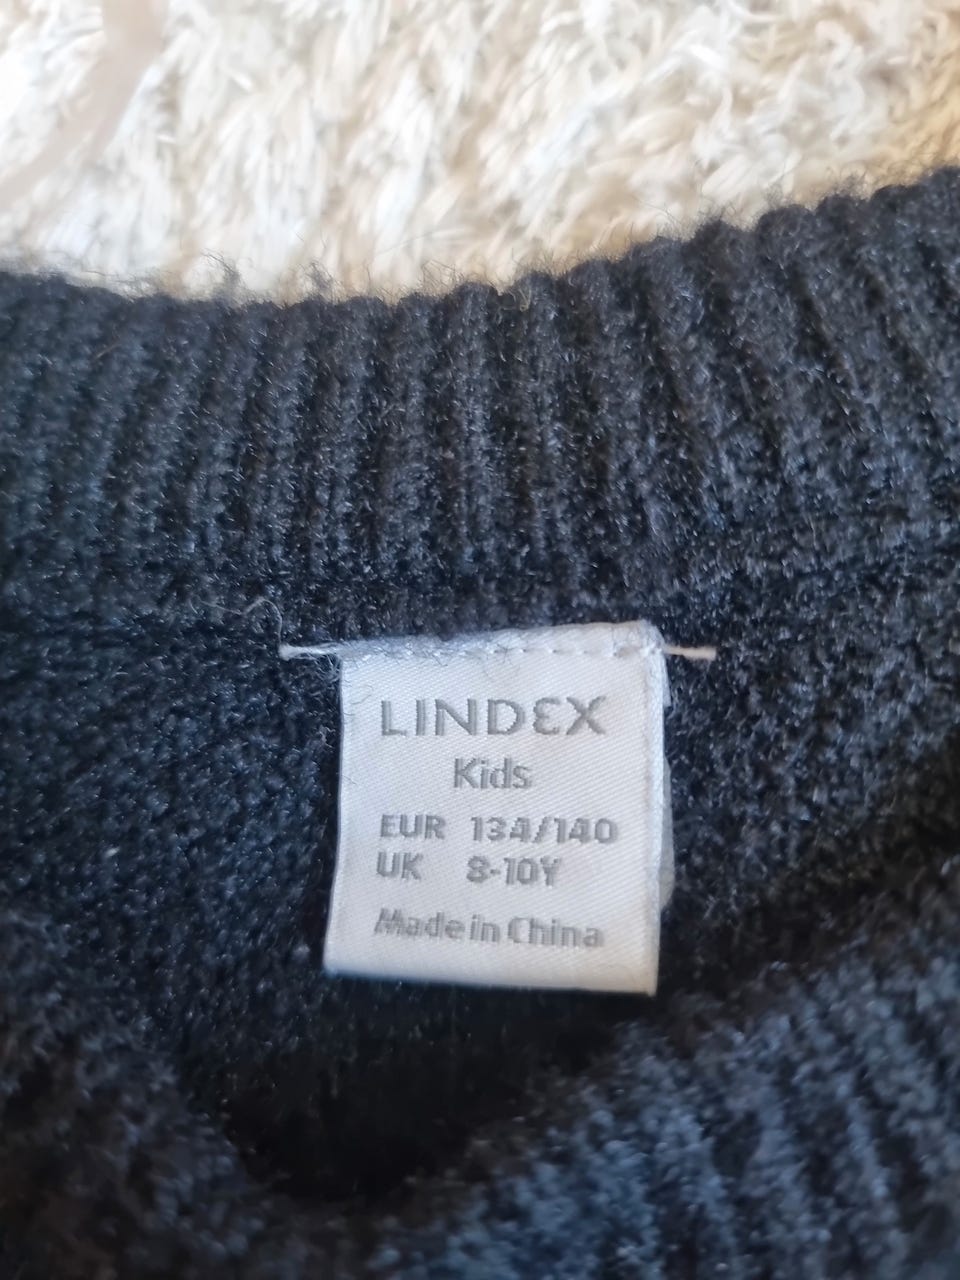 LINDEX
Kids
EUR 134/140
UK 8-10Y
Made in China